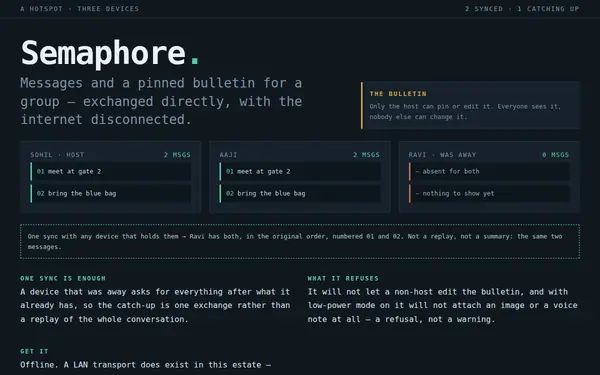 A HOTSPOT · THREE DEVICES
2 SYNCED · 1 CATCHING UP
Semaphore.
Messages and a pinned bulletin for a
group — exchanged directly, with the
internet disconnected.
THE BULLETIN
Only the host can pin or edit it. Everyone sees it,
nobody else can change it.
SOHIL · HOST
2 MSGS
01 meet at gate 2
02 bring the blue bag
AAJI
2 MSGS
01 meet at gate 2
02 bring the blue bag
RAVI · WAS AWAY
0 MSGS
— absent for both
— nothing to show yet
One sync with any device that holds them → Ravi has both, in the original order, numbered 01 and 02. Not a replay, not a summary: the same two
messages.
ONE SYNC IS ENOUGH
A device that was away asks for everything after what it
already has, so the catch-up is one exchange rather than
a replay of the whole conversation.
WHAT IT REFUSES
It will not let a non-host edit the bulletin, and with
low-power mode on it will not attach an image or a voice
note at all — a refusal, not a warning.
GET IT
Offline. A LAN transport does exist in this estate —